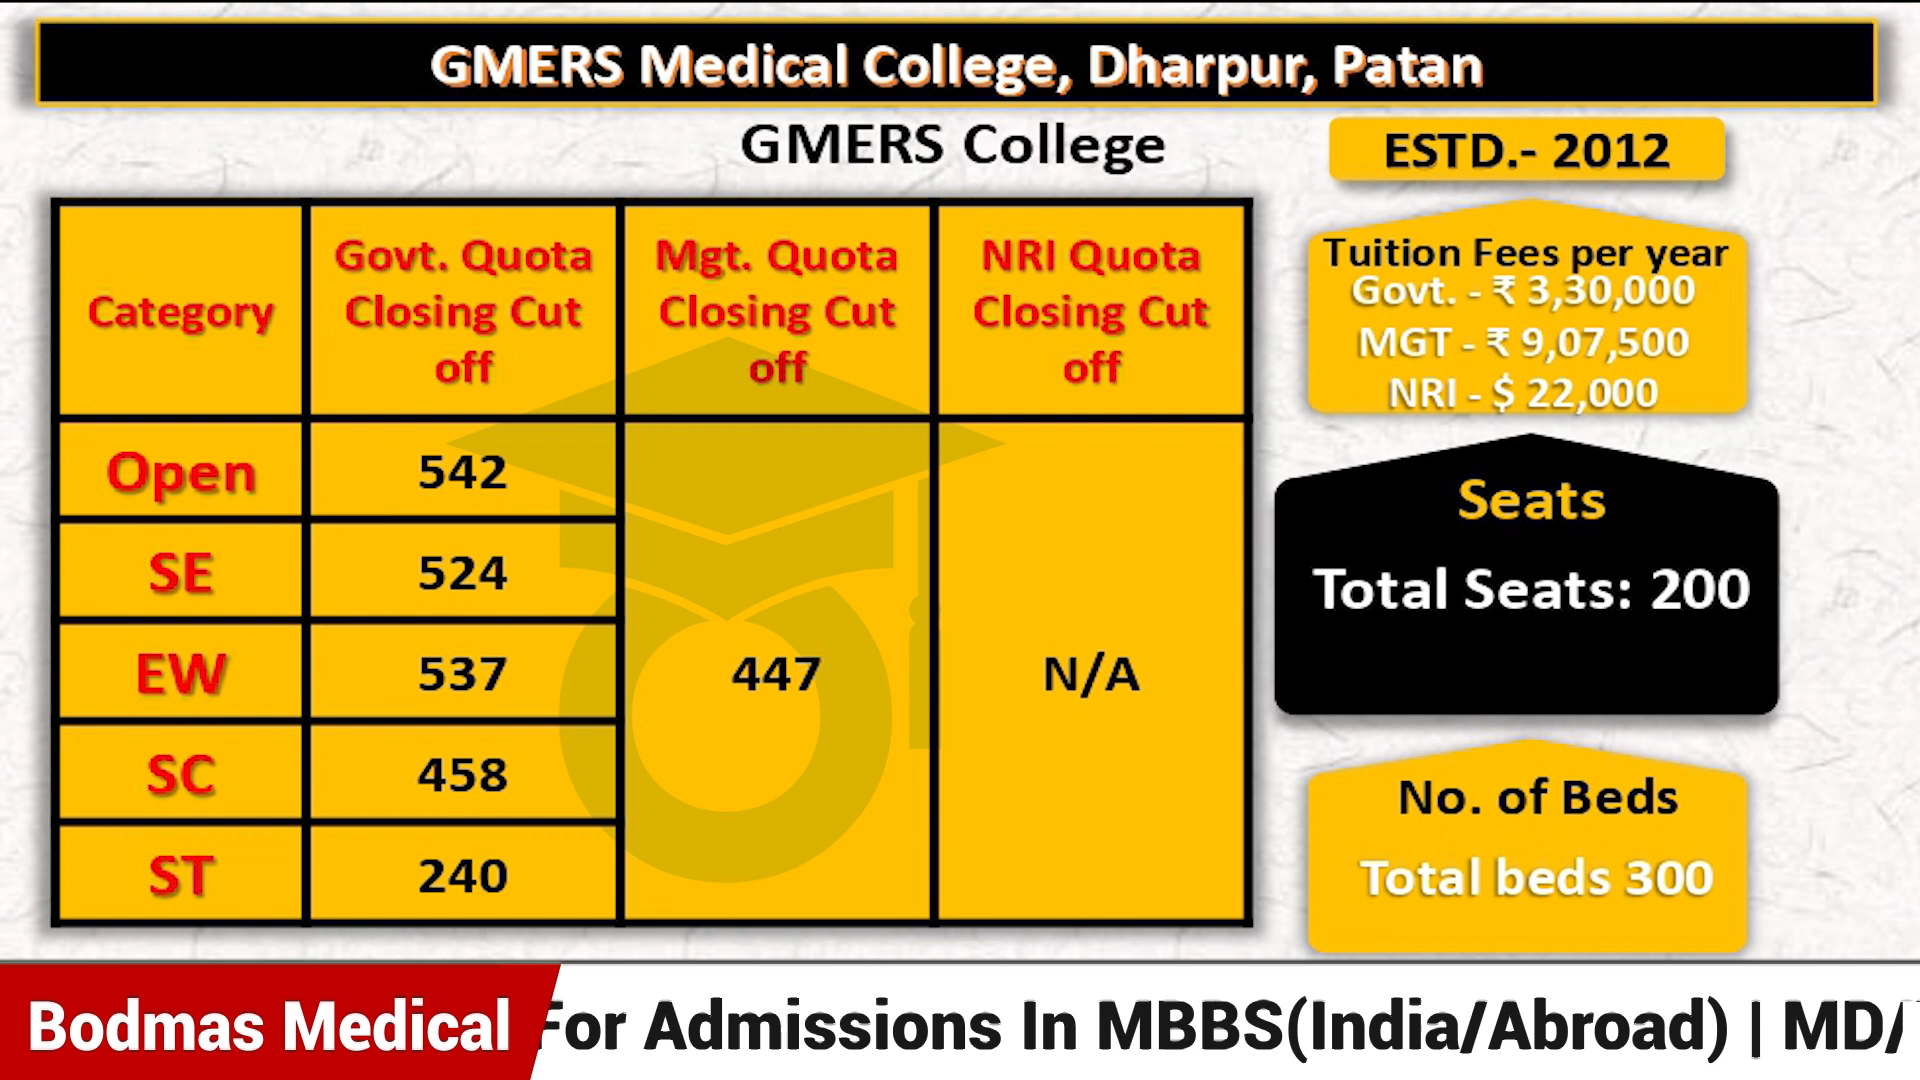 GMERS Medical College, Dharpur, Patan
GMERS College
ESTD.- 2012
Category
Govt. Quota
Closing Cut
off
Mgt. Quota
Closing Cut
off
NRI Quota
Closing Cut
off
Open
542
SE
524
EW
537
447
N/A
SC
458
ST
240
Tuition Fees per year
Govt. - ₹ 3,30,000
MGT - ₹ 9,07,500
NRI - $ 22,000
Seats
Total Seats: 200
No. of Beds
Total beds 300
Bodmas Medical
For Admissions In MBBS(India/Abroad) | MD/